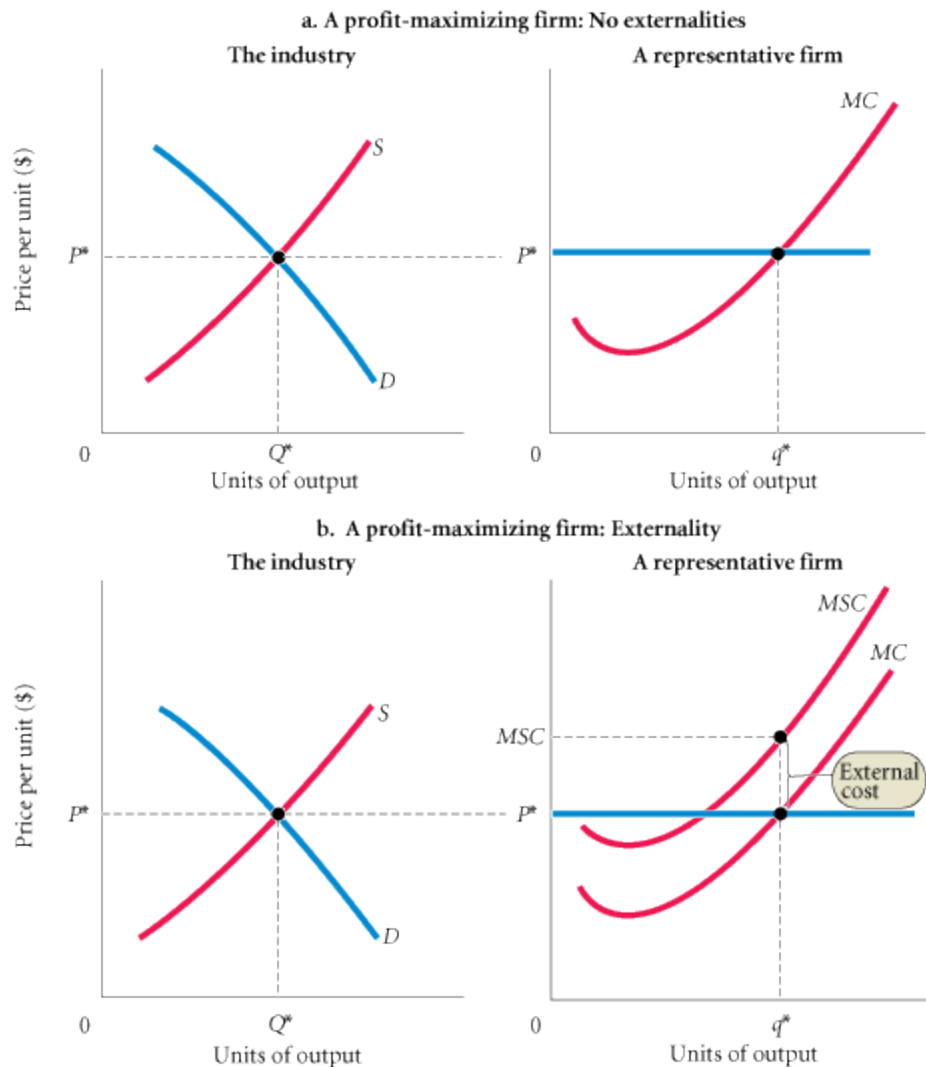 a. A profit-maximizing firm: No externalities
The industry
A representative firm
Price per unit ($)
S
P*
D
0
Q*
Units of output
MC
P*
0
q*
Units of output
b. A profit-maximizing firm: Externality
The industry
A representative firm
Price per unit ($)
S
P*
D
0
Q*
Units of output
MSC
MC
MSC
External
cost
P*
0
q*
Units of output